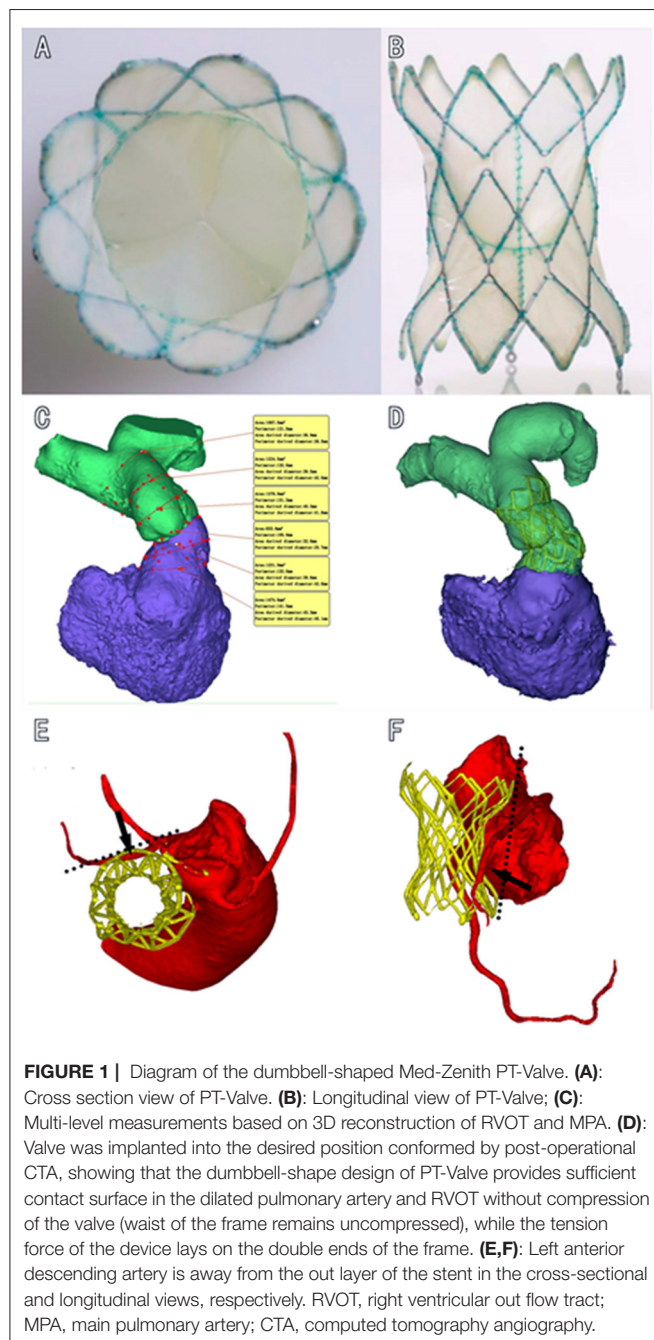 A
B
C
D
E
F
FIGURE 1 | Diagram of the dumbbell-shaped Med-Zenith PT-Valve. (A):
Cross section view of PT-Valve. (B): Longitudinal view of PT-Valve; (C):
Multi-level measurements based on 3D reconstruction of RVOT and MPA. (D):
Valve was implanted into the desired position conformed by post-operational
CTA, showing that the dumbbell-shape design of PT-Valve provides sufficient
contact surface in the dilated pulmonary artery and RVOT without compression
of the valve (waist of the frame remains uncompressed), while the tension
force of the device lays on the double ends of the frame. (E,F): Left anterior
descending artery is away from the out layer of the stent in the cross-sectional
and longitudinal views, respectively. RVOT, right ventricular out flow tract;
MPA, main pulmonary artery; CTA, computed tomography angiography.